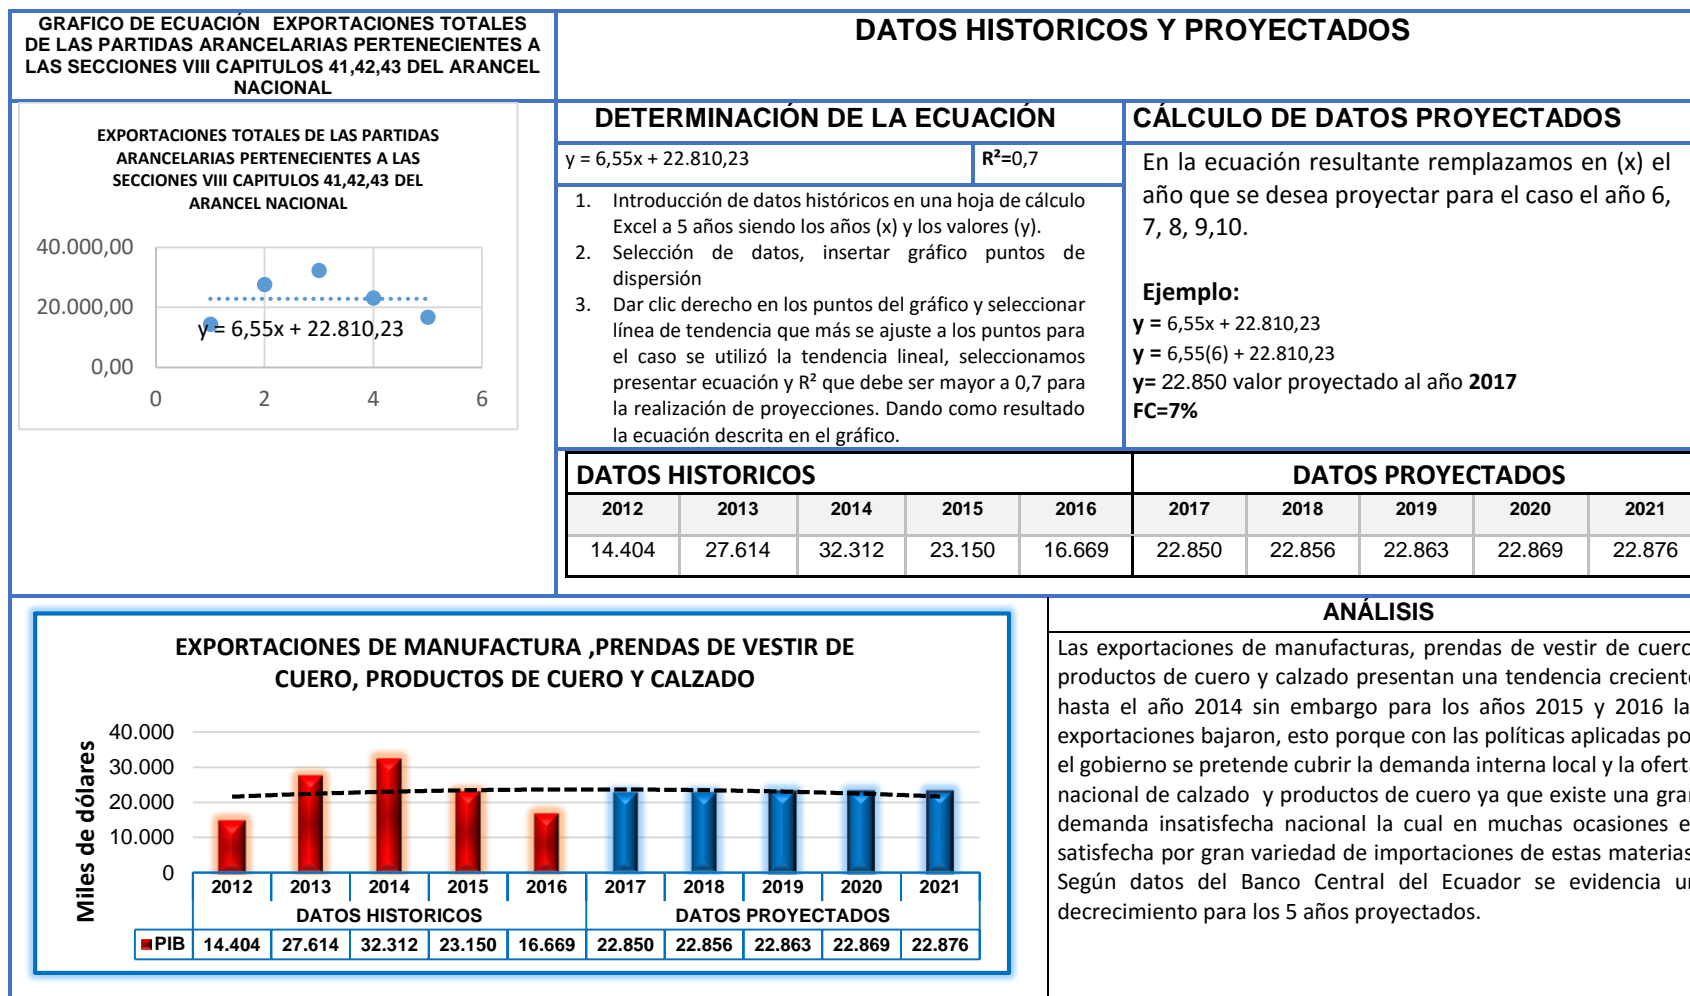 GRAFICO DE ECUACIÓN EXPORTACIONES TOTALES
DE LAS PARTIDAS ARANCELARIAS PERTENECIENTES A
LAS SECCIONES VIII CAPITULOS 41,42,43 DEL ARANCEL
NACIONAL
DATOS HISTORICOS Y PROYECTADOS
EXPORTACIONES TOTALES DE LAS PARTIDAS
ARANCELARIAS PERTENECIENTES A LAS
SECCIONES VIII CAPITULOS 41,42,43 DEL
ARANCEL NACIONAL
40.000,00
20.000,00
0,00
y = 6,55x + 22.810,23
0 2 4 6
DETERMINACIÓN DE LA ECUACIÓN
y = 6,55x + 22.810,23 R²=0,7
1. Introducción de datos históricos en una hoja de cálculo
Excel a 5 años siendo los años (x) y los valores (y).
2. Selección de datos, insertar gráfico puntos de
dispersión
3. Dar clic derecho en los puntos del gráfico y seleccionar
línea de tendencia que más se ajuste a los puntos para
el caso se utilizó la tendencia lineal, seleccionamos
presentar ecuación y R² que debe ser mayor a 0,7 para
la realización de proyecciones. Dando como resultado
la ecuación descrita en el gráfico.
CÁLCULO DE DATOS PROYECTADOS
En la ecuación resultante remplazamos en (x) el
año que se desea proyectar para el caso el año 6,
7, 8, 9,10.
Ejemplo:
y = 6,55x + 22.810,23
y = 6,55(6) + 22.810,23
y= 22.850 valor proyectado al año 2017
FC=7%
DATOS HISTORICOS DATOS PROYECTADOS
2012 2013 2014 2015 2016 2017 2018 2019 2020 2021
14.404 27.614 32.312 23.150 16.669 22.850 22.856 22.863 22.869 22.876
EXPORTACIONES DE MANUFACTURA ,PRENDAS DE VESTIR DE
CUERO, PRODUCTOS DE CUERO Y CALZADO
Miles de dólares
40.000
30.000
20.000
10.000
0
2012 2013 2014 2015 2016 2017 2018 2019 2020 2021
DATOS HISTORICOS DATOS PROYECTADOS
PIB 14.404 27.614 32.312 23.150 16.669 22.850 22.856 22.863 22.869 22.876
ANÁLISIS
Las exportaciones de manufacturas, prendas de vestir de cuero
productos de cuero y calzado presentan una tendencia creciente
hasta el año 2014 sin embargo para los años 2015 y 2016 la
exportaciones bajaron, esto porque con las políticas aplicadas po
el gobierno se pretende cubrir la demanda interna local y la oferta
nacional de calzado y productos de cuero ya que existe una gran
demanda insatisfecha nacional la cual en muchas ocasiones e
satisfecha por gran variedad de importaciones de estas materias
Según datos del Banco Central del Ecuador se evidencia un
decrecimiento para los 5 años proyectados.